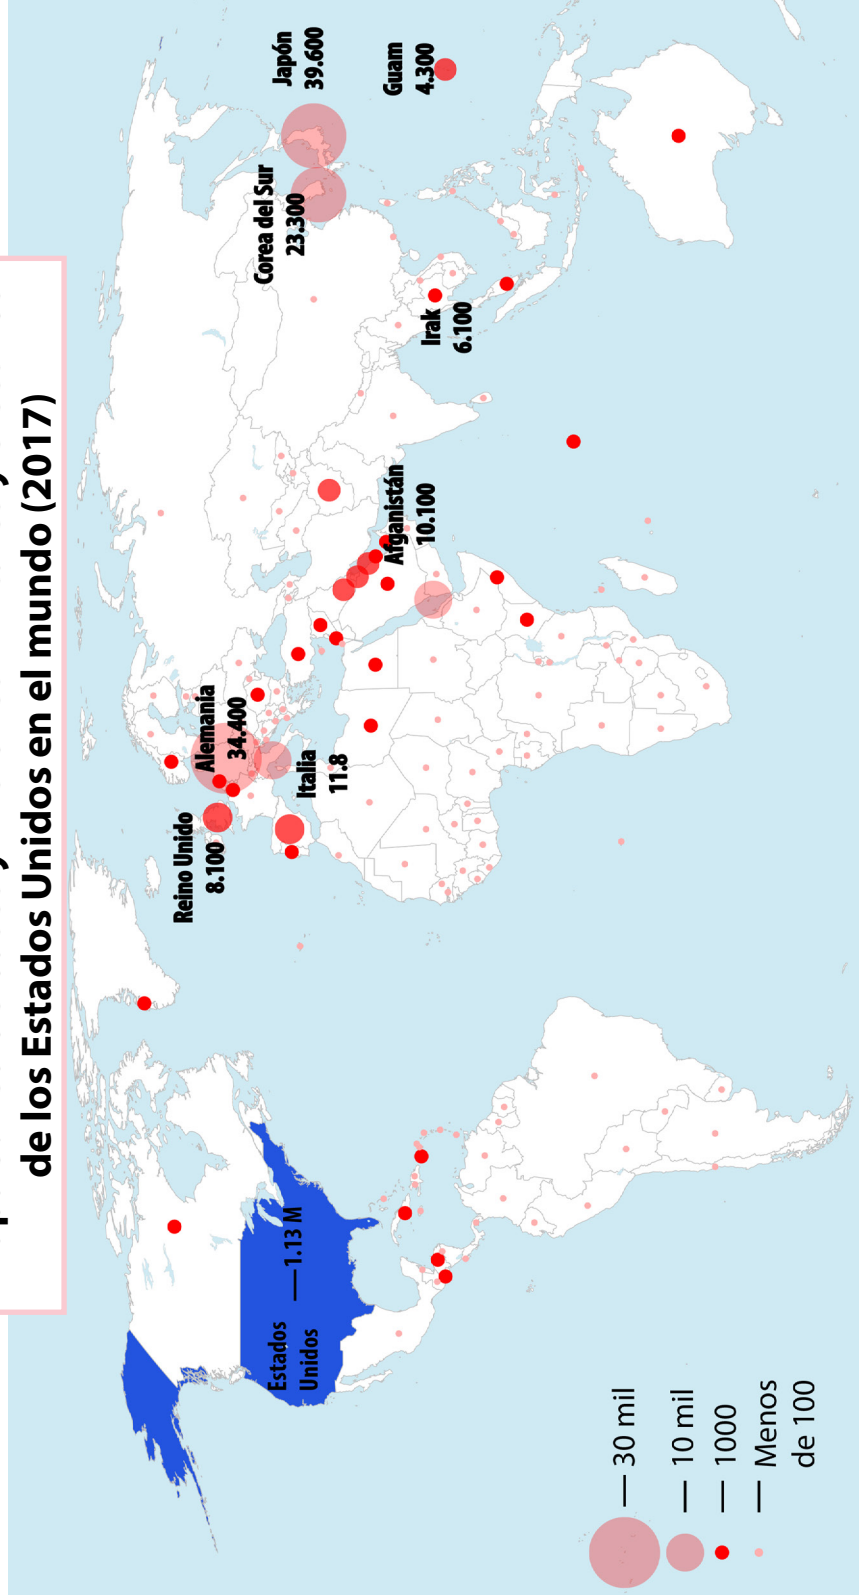 de los Estados Unidos en el mundo (2017)
Estados
Unidos
1.13 M
Reino Unido
8.100
Alemania
34.400
Italia
11.8
Afganistán
10.100
Irak
6.100
Corea del Sur
23.300
Japón
39.600
Guam
4.300
30 mil
10 mil
1000
Menos
de 100